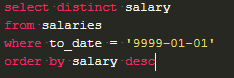 select distinct salary
from salaries
where to_date = '9999-01-01'
order by salary desc